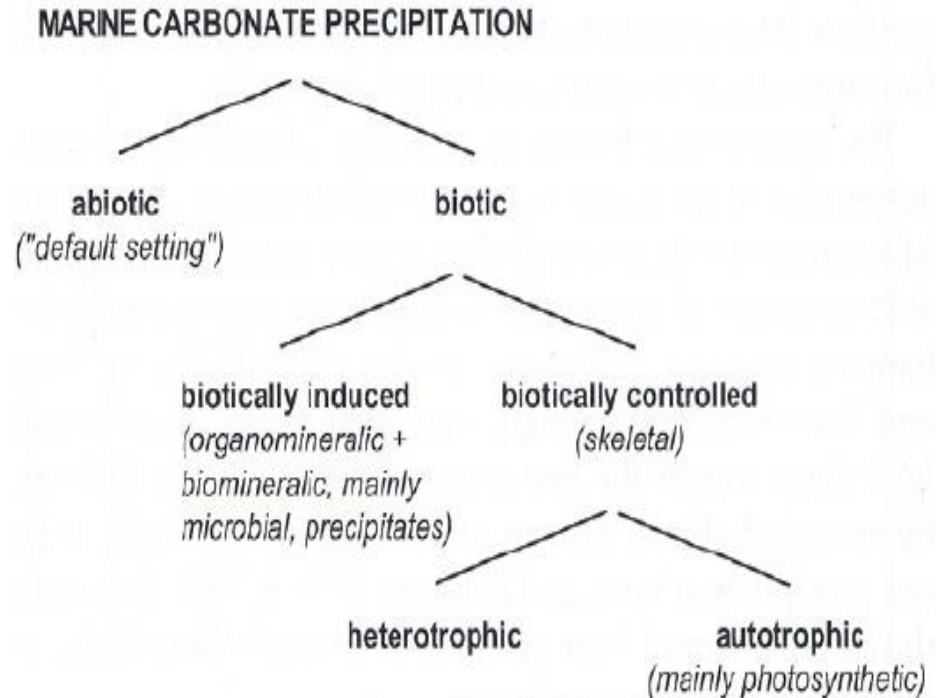 MARINE CARBONATE PRECIPITATION
abiotic
("default setting")
biotic
biotically induced
(organomineralic +
biomineralic, mainly
microbial, precipitates)
biotically controlled
(skeletal)
heterotrophic
autotrophic
(mainly photosynthetic)